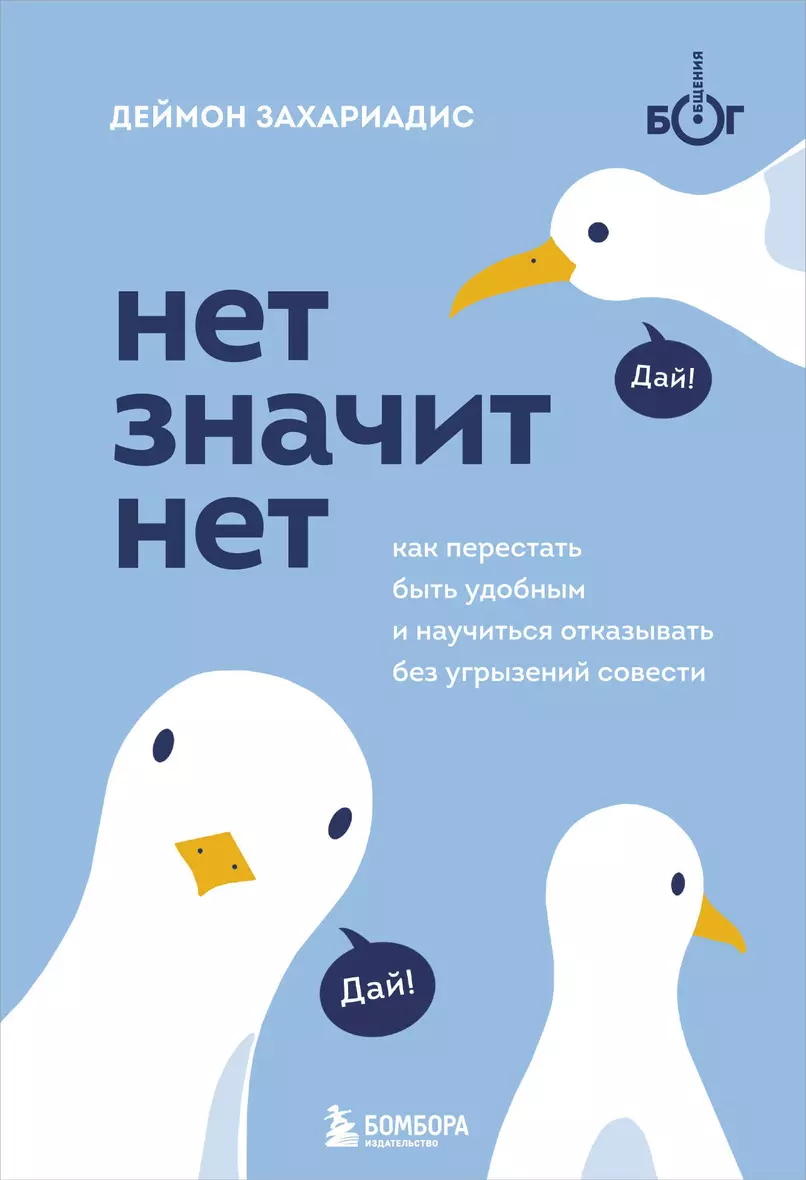 ДЕЙМОН ЗАХАРИАДИС
БОГ
ОБЩЕНИЯ
нет
значит
нет
Дай!
как перестать
быть удобным
и научиться отказывать
без угрызений совести
Дай!
БОМБОРА
ИЗДАТЕЛЬСТВО